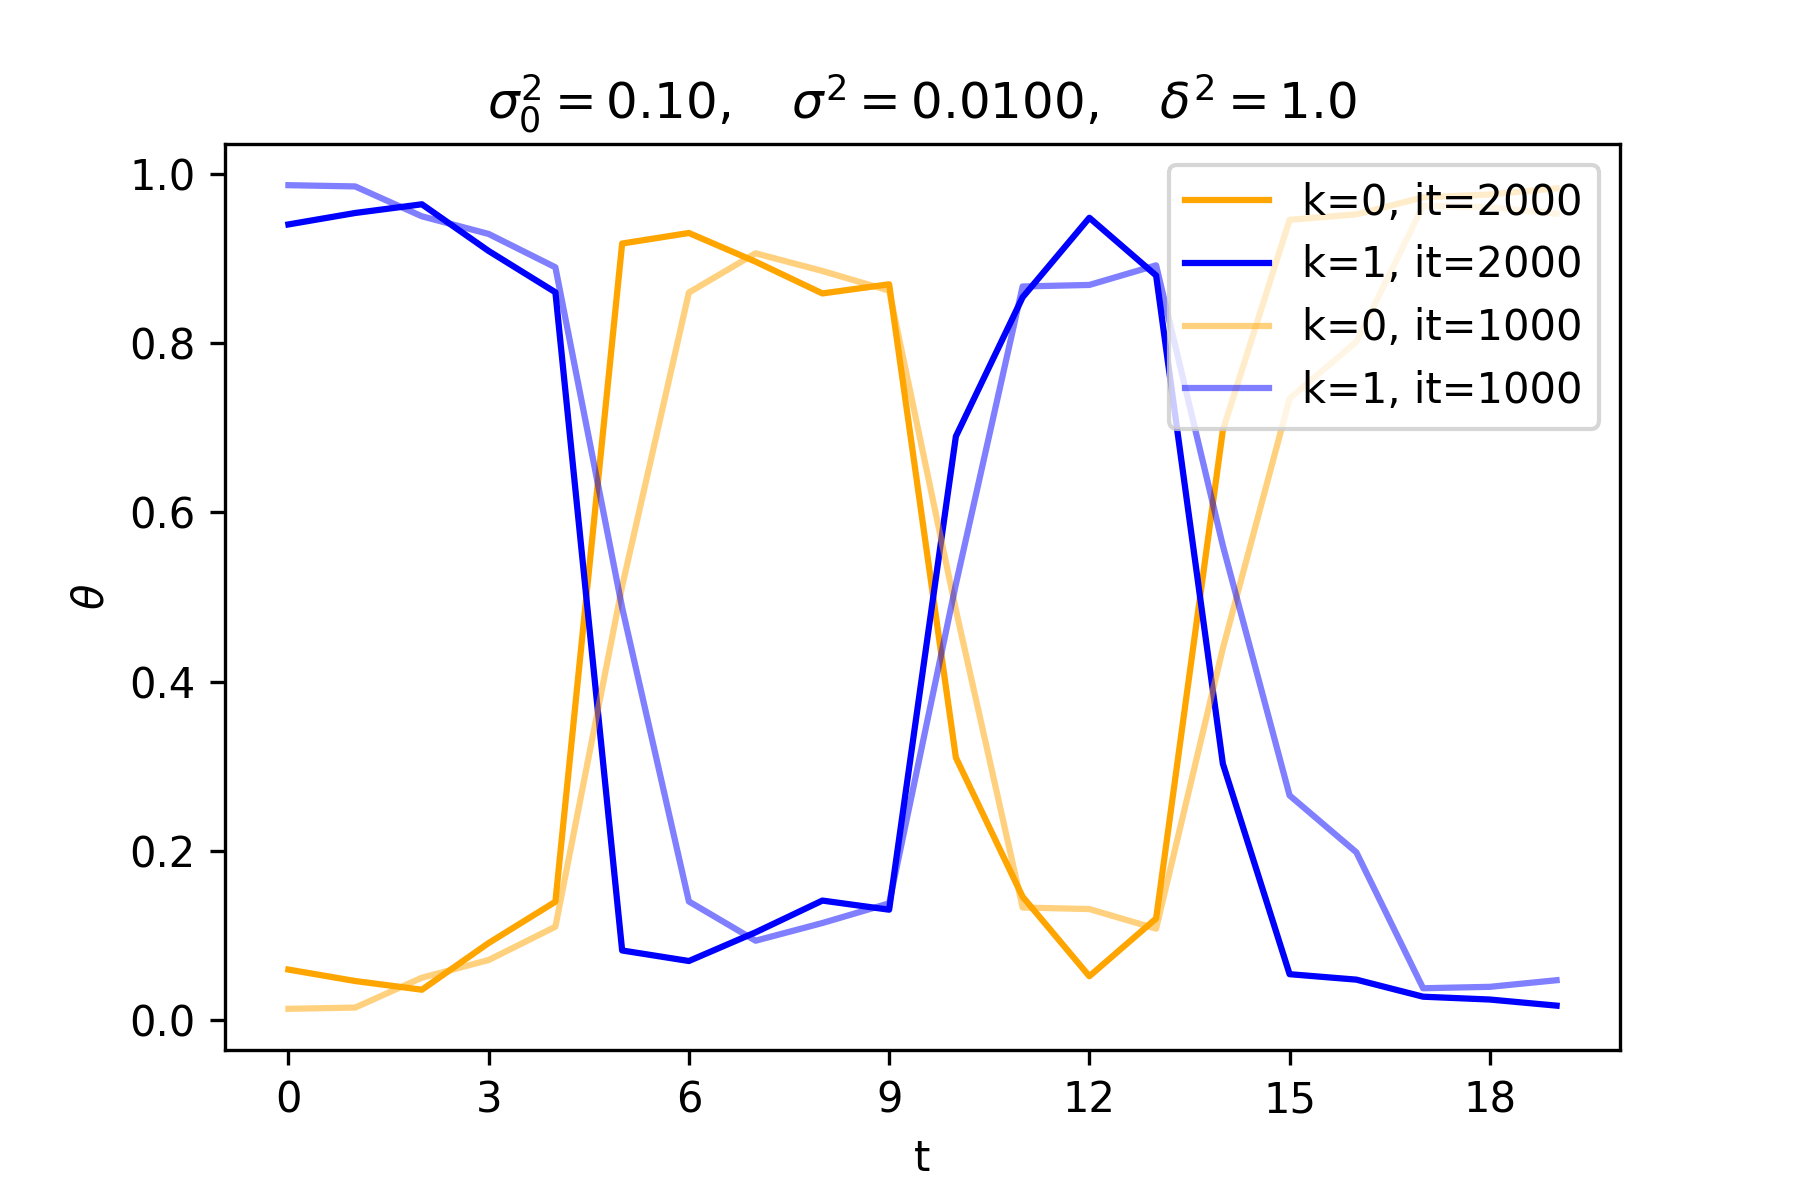 σ₀² = 0.10,    σ² = 0.0100,    δ² = 1.0
1.0
0.8
0.6
0.4
0.2
0.0
θ
k=0, it=2000
k=1, it=2000
k=0, it=1000
k=1, it=1000
0 3 6 9 12 15 18
t